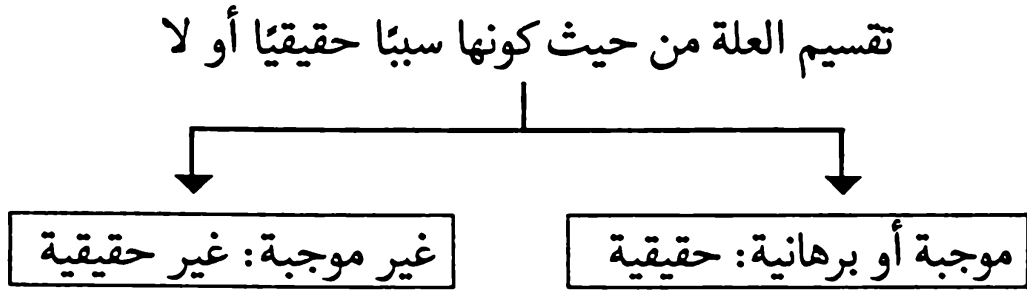 تقسيم العلة من حيث كونها سببًا حقيقيًا أو لا
موجبة أو برهانية: حقيقية
غير موجبة: غير حقيقية